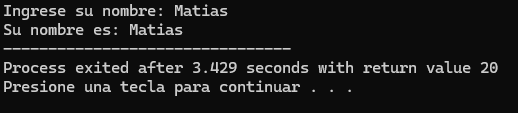 Ingrese su nombre: Matias
Su nombre es: Matias
--------------------------------
Process exited after 3.429 seconds with return value 20
Presione una tecla para continuar . . .